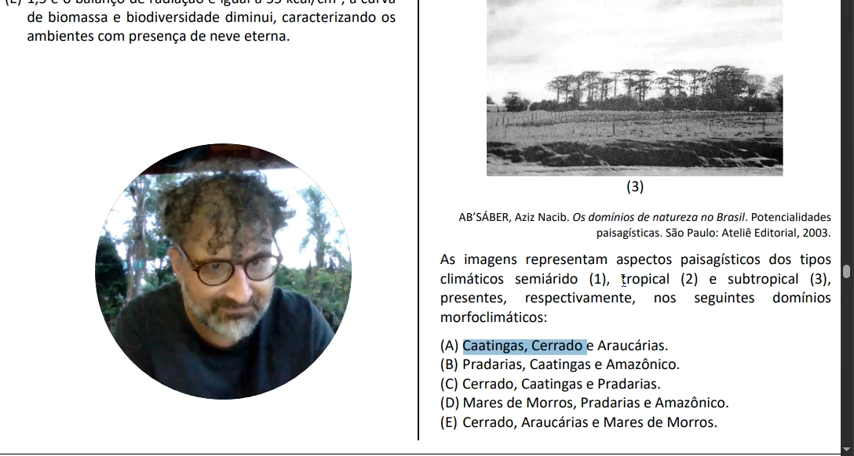 de biomassa e biodiversidade diminui, caracterizando os
ambientes com presença de neve eterna.
(3)
AB'SÁBER, Aziz Nacib. Os domínios de natureza no Brasil. Potencialidades
paisagísticas. São Paulo: Ateliê Editorial, 2003.
As imagens representam aspectos paisagísticos dos tipos
climáticos semiárido (1), tropical (2) e subtropical (3),
presentes, respectivamente, nos seguintes domínios
morfoclimáticos:
(A) Caatingas, Cerrado e Araucárias.
(B) Pradarias, Caatingas e Amazônico.
(C) Cerrado, Caatingas e Pradarias.
(D) Mares de Morros, Pradarias e Amazônico.
(E) Cerrado, Araucárias e Mares de Morros.